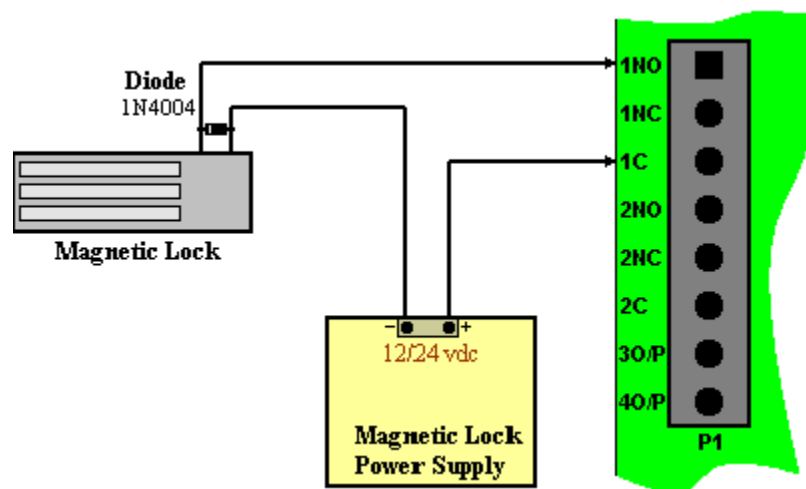 Diode
1N4004
Magnetic Lock
- +
12/24 vdc
Magnetic Lock
Power Supply
1NO
1NC
1C
2NO
2NC
2C
3O/P
4O/P
P1